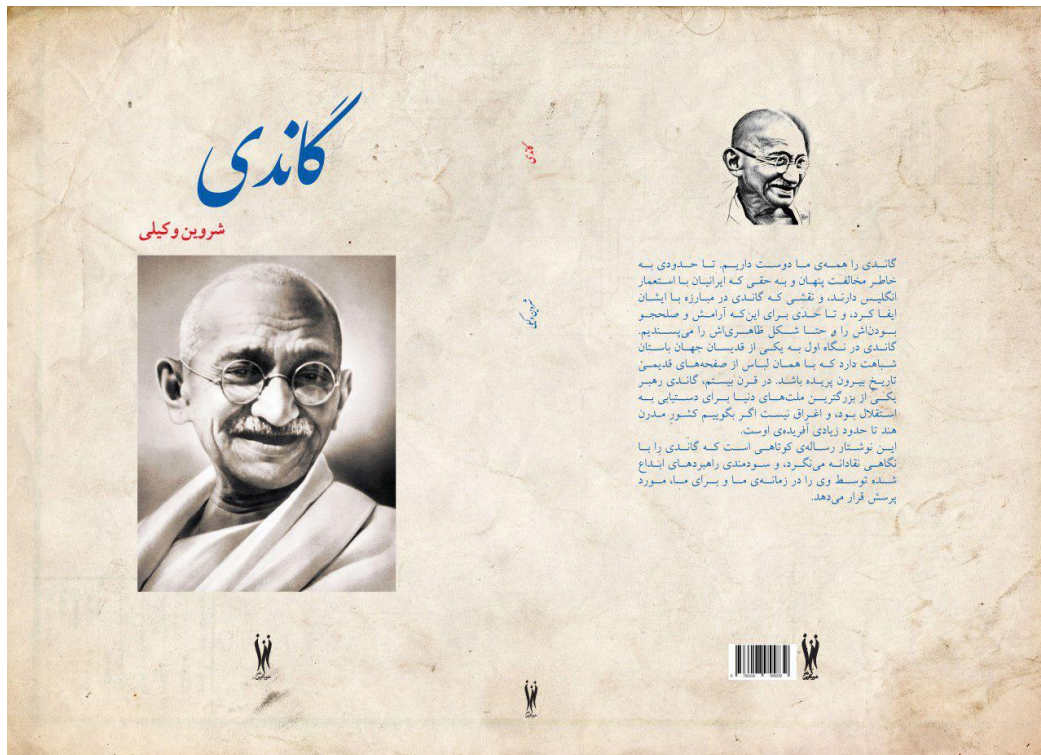 گاندی
شروین وکیلی
گاندی
شروین وکیلی
گاندی را همه‌ی ما دوست داریم. تا حدودی به
خاطر مخالفت پنهان و به حقی که ایرانیان با استعمار
انگلیس دارند، و نقشی که گاندی در مبارزه با ایشان
ایفا کرد، و تا حدی برای این‌که آرامش و صلحجو
بودن‌اش را و حتا شکل ظاهری‌اش را می‌پسندیم.
گاندی در نگاه اول به یکی از قدیسان جهان باستان
شباهت دارد که با همان لباس از صفحه‌های قدیمیِ
تاریخ بیرون پریده باشد. در قرن بیستم، گاندی رهبر
یکی از بزرگترین ملت‌های دنیا برای دستیابی به
استقلال بود، و اغراق نیست اگر بگوییم کشورِ مدرن
هند تا حدود زیادی آفریده‌ی اوست.
این نوشتار رساله‌ی کوتاهی است که گاندی را با
نگاهی نقادانه می‌نگرد، و سودمندی راهبردهای ابداع
شده توسط وی را در زمانه‌ی ما و برای ما، مورد
پرسش قرار می‌دهد.